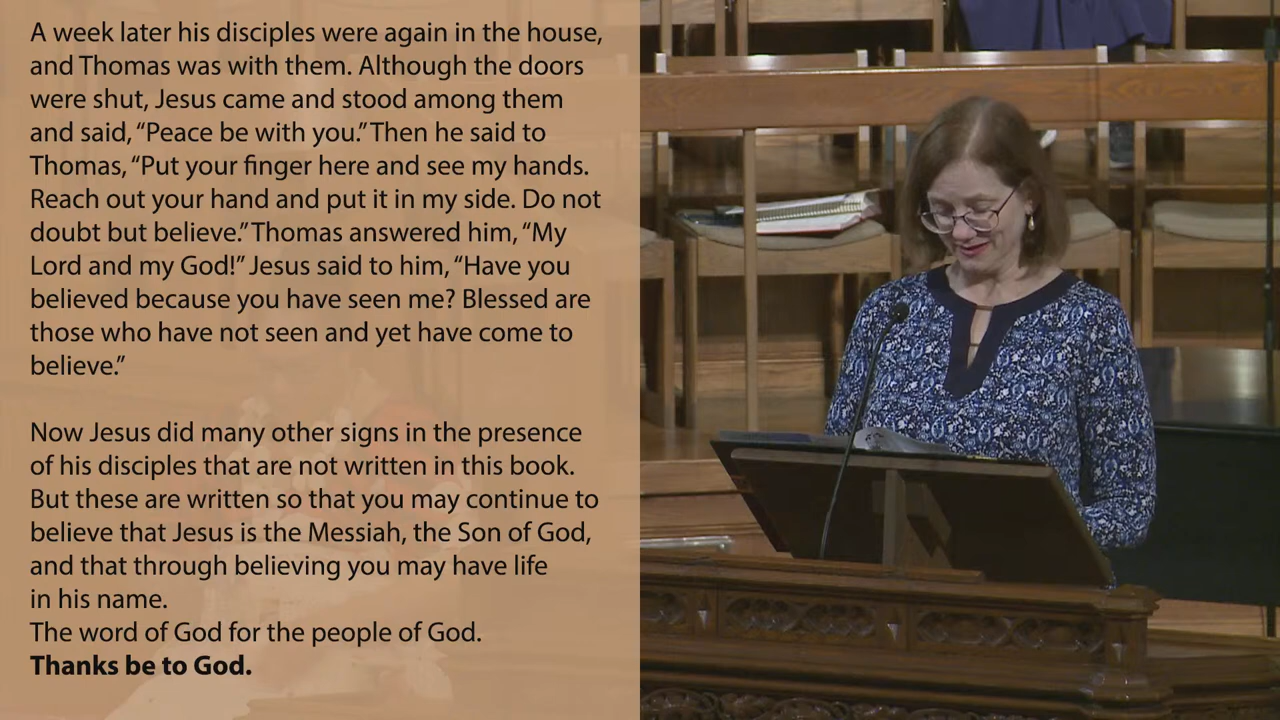 A week later his disciples were again in the house,
and Thomas was with them. Although the doors
were shut, Jesus came and stood among them
and said, “Peace be with you.” Then he said to
Thomas, “Put your finger here and see my hands.
Reach out your hand and put it in my side. Do not
doubt but believe.” Thomas answered him, “My
Lord and my God!” Jesus said to him, “Have you
believed because you have seen me? Blessed are
those who have not seen and yet have come to
believe.”
Now Jesus did many other signs in the presence
of his disciples that are not written in this book.
But these are written so that you may continue to
believe that Jesus is the Messiah, the Son of God,
and that through believing you may have life
in his name.
The word of God for the people of God.
Thanks be to God.